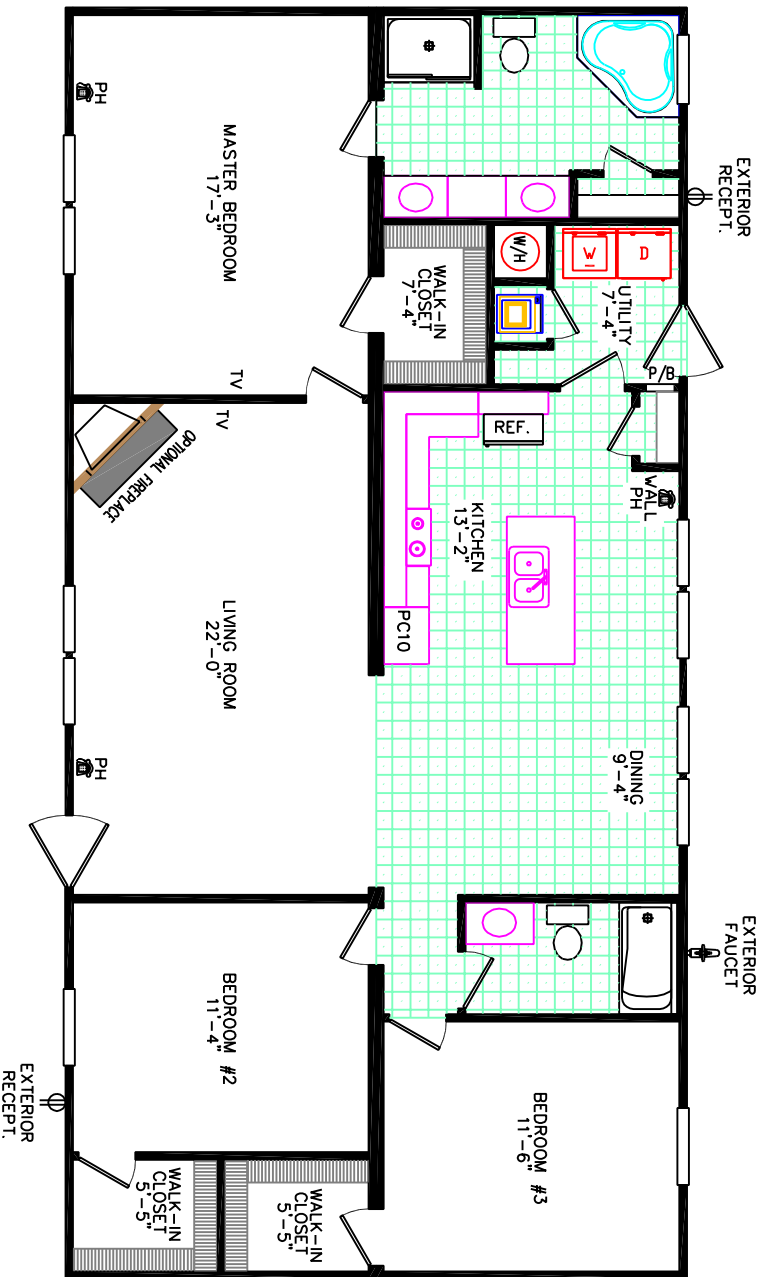 EXTERIOR
RECEPT.
PH
MASTER BEDROOM
17'-3"
W/H
W
D
WALK-IN
CLOSET
7'-4"
UTILITY
7'-4"
P/B
TV
TV
OPTIONAL FIREPLACE
REF.
WALL
PH
KITCHEN
13'-2"
PC10
LIVING ROOM
22'-0"
DINING
9'-4"
PH
EXTERIOR
FAUCET
BEDROOM #2
11'-4"
EXTERIOR
RECEPT.
BEDROOM #3
11'-6"
WALK-IN
CLOSET
5'-5"
WALK-IN
CLOSET
5'-5"